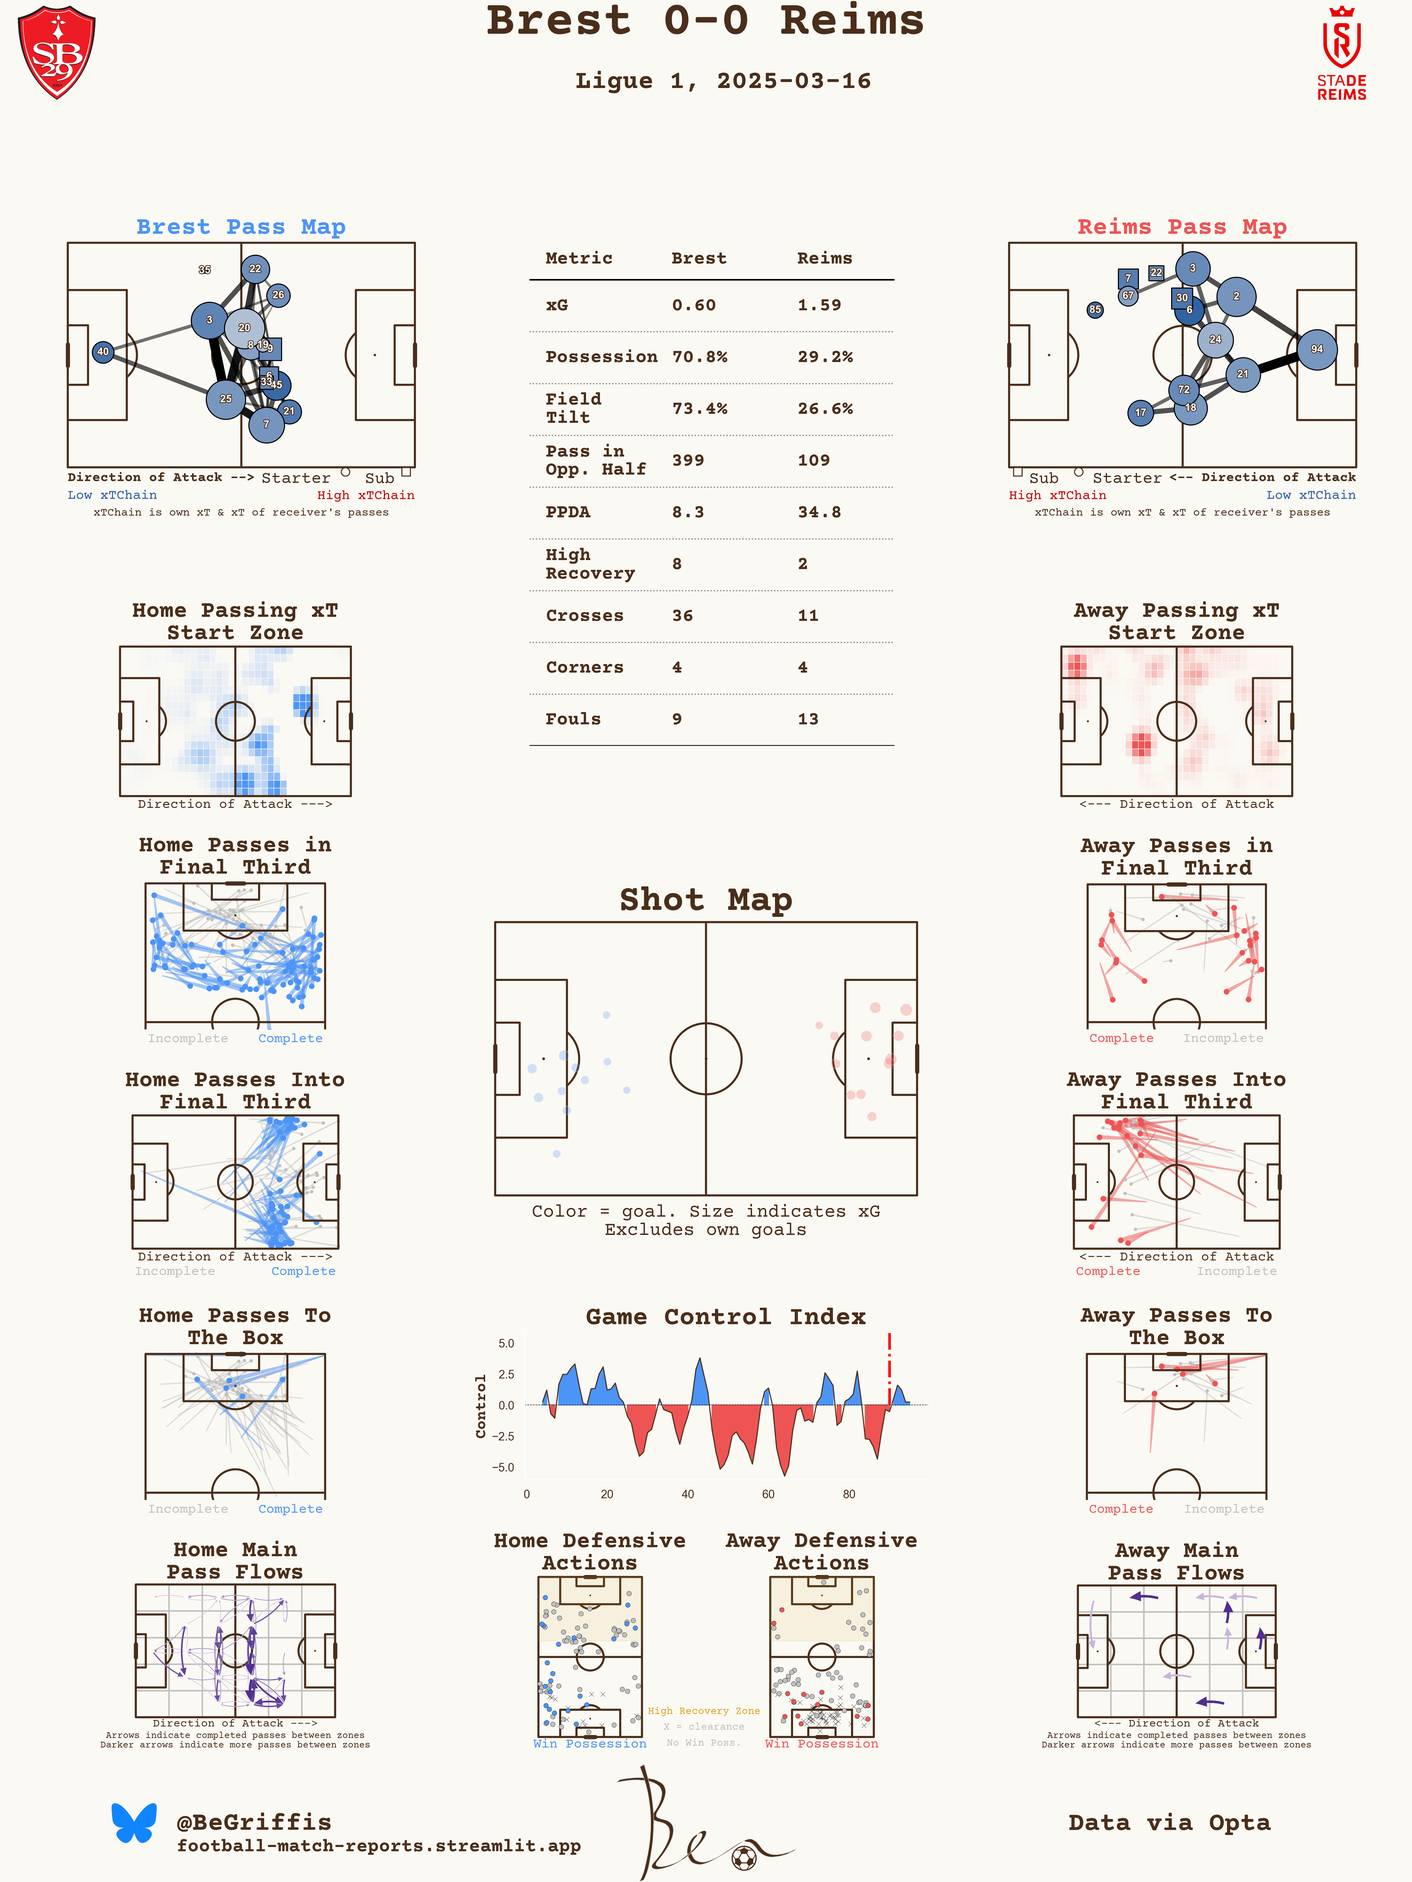 Brest 0-0 Reims
Ligue 1, 2025-03-16
SB
29
STADE
REIMS
Brest Pass Map
35
22
26
3
20
8
19
9
40
6
33
45
25
21
7
Direction of Attack --> Starter Sub
Low xTChain High xTChain
xTChain is own xT & xT of receiver's passes
Metric Brest Reims
xG 0.60 1.59
Possession 70.8% 29.2%
Field
Tilt 73.4% 26.6%
Pass in
Opp. Half 399 109
PPDA 8.3 34.8
High
Recovery 8 2
Crosses 36 11
Corners 4 4
Fouls 9 13
Reims Pass Map
3
7
22
67
30
2
85
6
24
94
21
72
17
18
Sub Starter <-- Direction of Attack
High xTChain Low xTChain
xTChain is own xT & xT of receiver's passes
Home Passing xT
Start Zone
Direction of Attack --->
Away Passing xT
Start Zone
<--- Direction of Attack
Home Passes in
Final Third
Incomplete Complete
Away Passes in
Final Third
Complete Incomplete
Shot Map
Color = goal. Size indicates xG
Excludes own goals
Home Passes Into
Final Third
Direction of Attack --->
Incomplete Complete
Away Passes Into
Final Third
<--- Direction of Attack
Complete Incomplete
Home Passes To
The Box
Incomplete Complete
Game Control Index
Control
5.0
2.5
0.0
−2.5
−5.0
0 20 40 60 80
Away Passes To
The Box
Complete Incomplete
Home Main
Pass Flows
Direction of Attack --->
Arrows indicate completed passes between zones
Darker arrows indicate more passes between zones
Home Defensive
Actions
Win Possession
Away Defensive
Actions
Win Possession
High Recovery Zone
X = clearance
No Win Poss.
Away Main
Pass Flows
<--- Direction of Attack
Arrows indicate completed passes between zones
Darker arrows indicate more passes between zones
@BeGriffis
football-match-reports.streamlit.app
Ben
Data via Opta